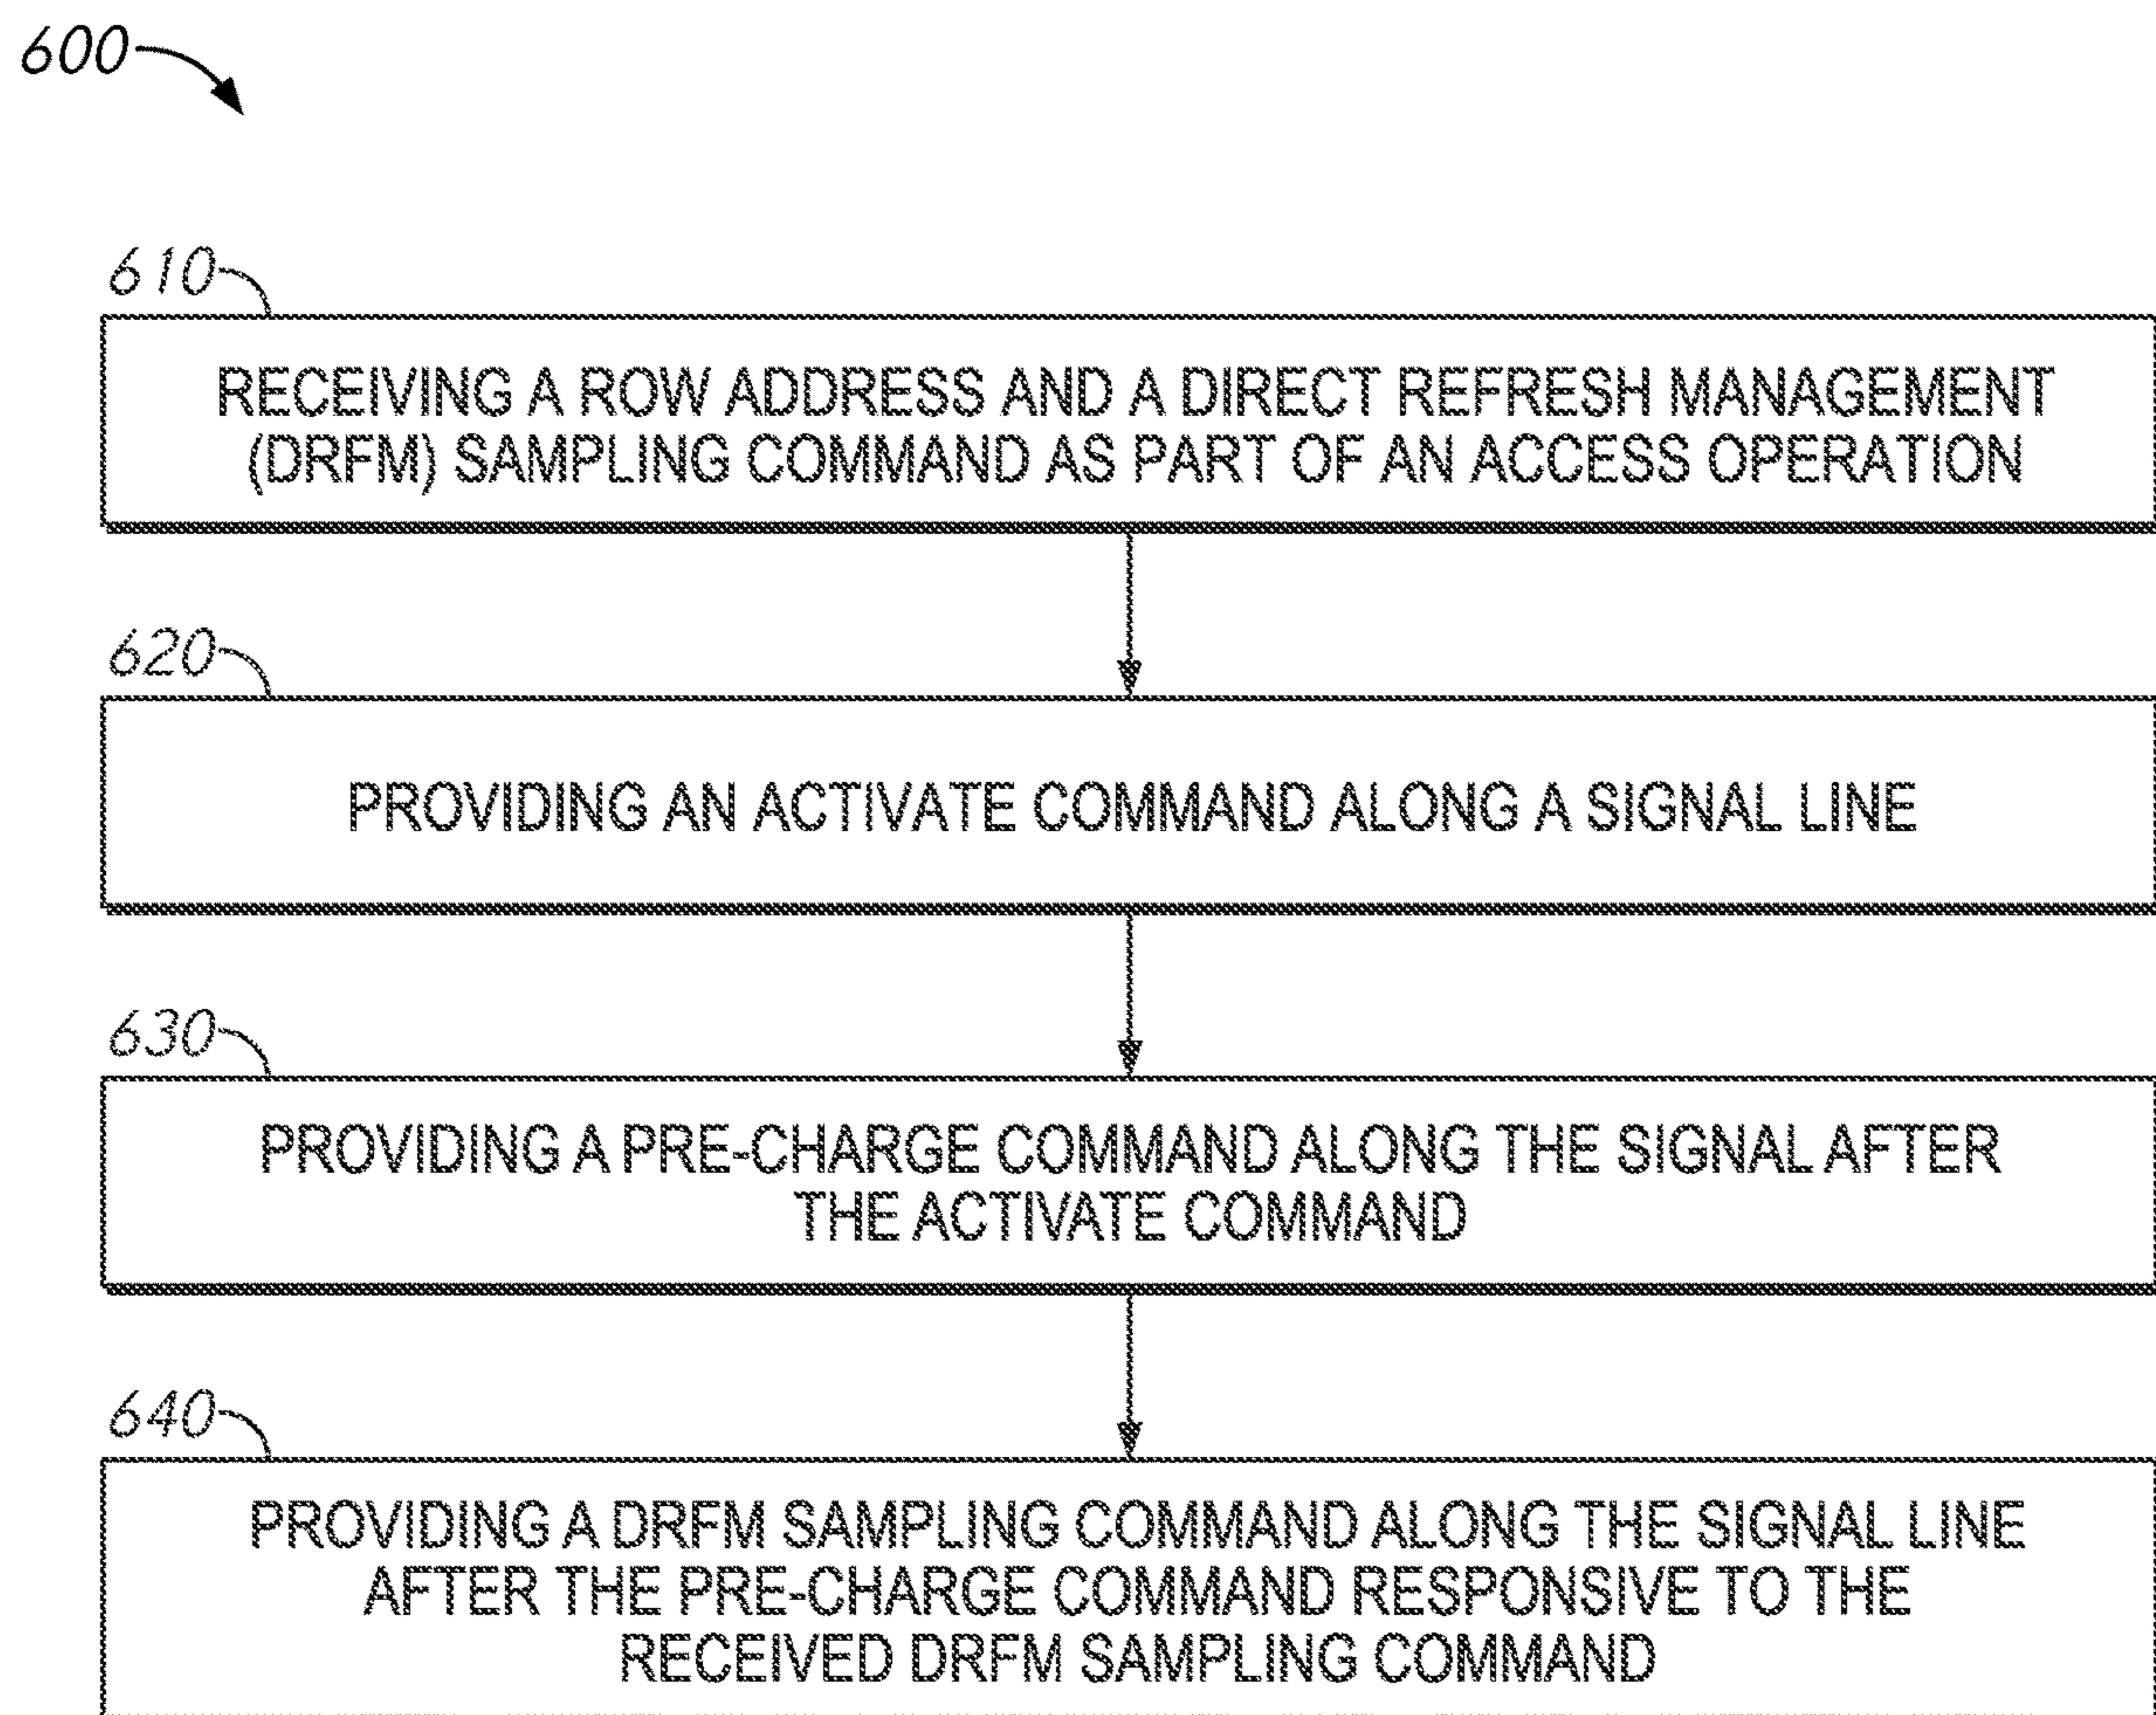 600
610
RECEIVING A ROW ADDRESS AND A DIRECT REFRESH MANAGEMENT
(DRFM) SAMPLING COMMAND AS PART OF AN ACCESS OPERATION
620
PROVIDING AN ACTIVATE COMMAND ALONG A SIGNAL LINE
630
PROVIDING A PRE-CHARGE COMMAND ALONG THE SIGNAL AFTER
THE ACTIVATE COMMAND
640
PROVIDING A DRFM SAMPLING COMMAND ALONG THE SIGNAL LINE
AFTER THE PRE-CHARGE COMMAND RESPONSIVE TO THE
RECEIVED DRFM SAMPLING COMMAND